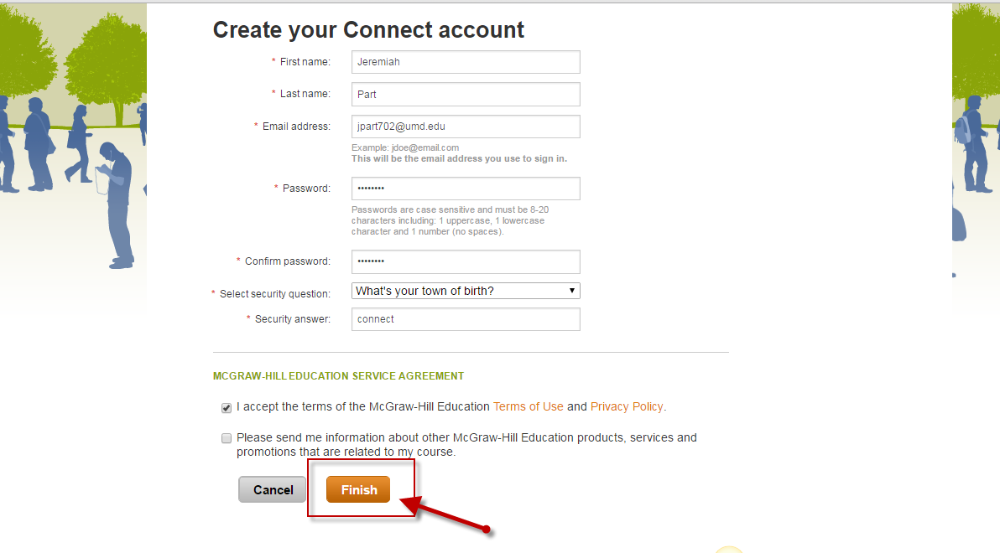 Create your Connect account
* First name: Jeremiah
* Last name: Part
* Email address: jpart702@umd.edu
Example: jdoe@email.com
This will be the email address you use to sign in.
* Password: ••••••••
Passwords are case sensitive and must be 8-20
characters including: 1 uppercase, 1 lowercase
character and 1 number (no spaces).
* Confirm password: ••••••••
* Select security question: What's your town of birth?
* Security answer: connect
MCGRAW-HILL EDUCATION SERVICE AGREEMENT
I accept the terms of the McGraw-Hill Education Terms of Use and Privacy Policy.
Please send me information about other McGraw-Hill Education products, services and
promotions that are related to my course.
Cancel Finish